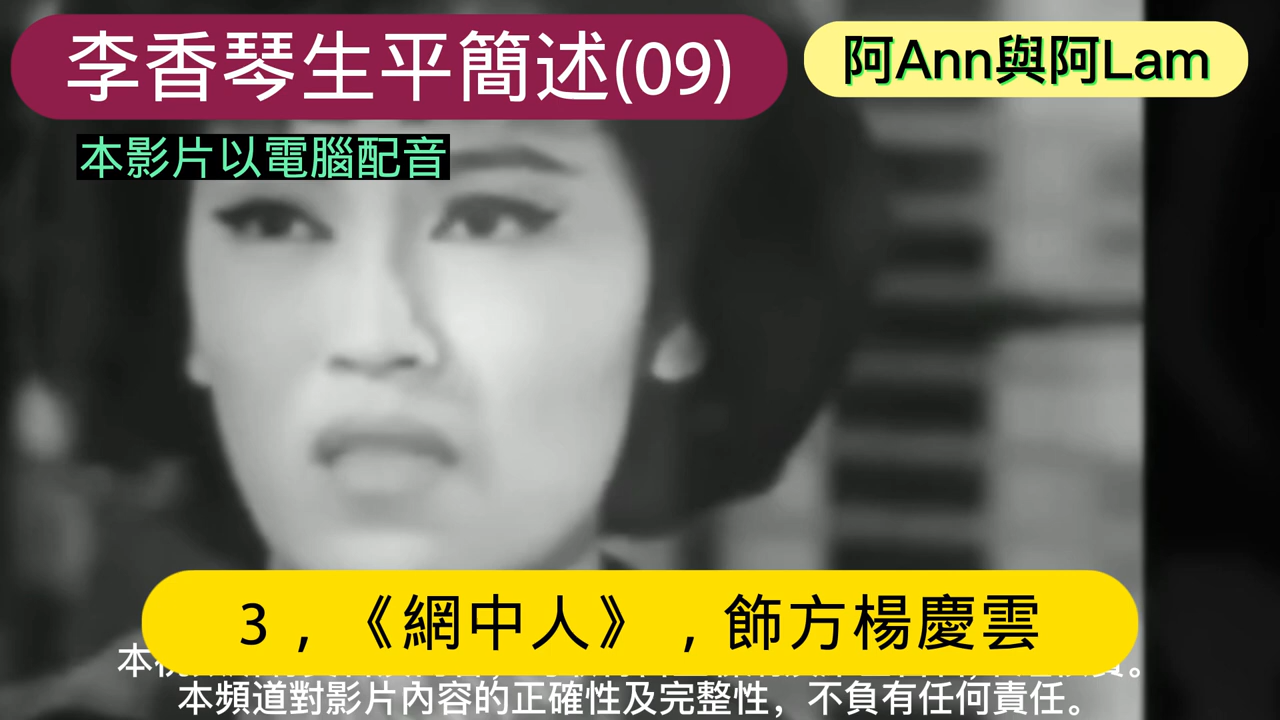 李香琴生平簡述(09)
阿Ann與阿Lam
本影片以電腦配音
3，《網中人》，飾方楊慶雲
本頻道對影片內容的正確性及完整性，不負有任何責任。